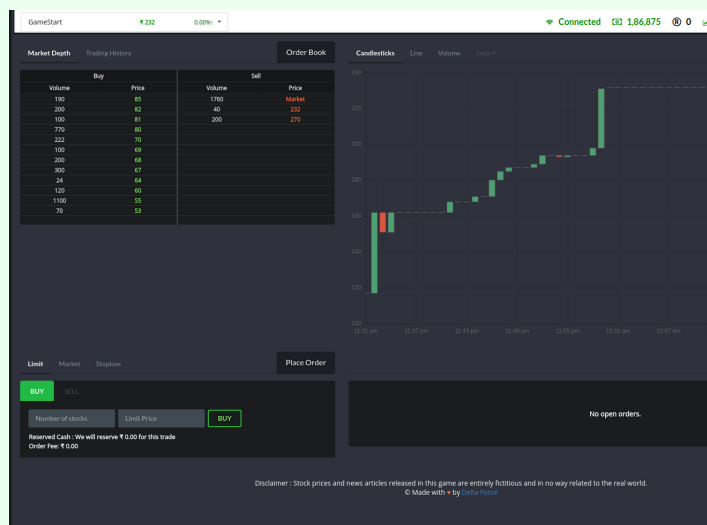 GameStart ₹ 232 0.00%↑
Connected 1,86,875 ® 0
Market Depth Trading History Order Book
Candlesticks Line Volume
Buy Sell
Volume Price Volume Price
190 85 1760 Market
200 82 40 232
100 81 200 270
770 80
222 70
100 69
200 68
300 67
24 64
120 60
1100 55
70 53
240
220
200
180
160
140
120
100
11:31 pm 11:37 pm 11:43 pm 11:49 pm 11:55 pm 12:01 am 12:07 am
Limit Market Stoploss Place Order
BUY SELL
Number of stocks Limit Price BUY
Reserved Cash : We will reserve ₹ 0.00 for this trade
Order Fee: ₹ 0.00
No open orders.
Disclaimer : Stock prices and news articles released in this game are entirely fictitious and in no way related to the real world.
© Made with ♥ by Delta Force